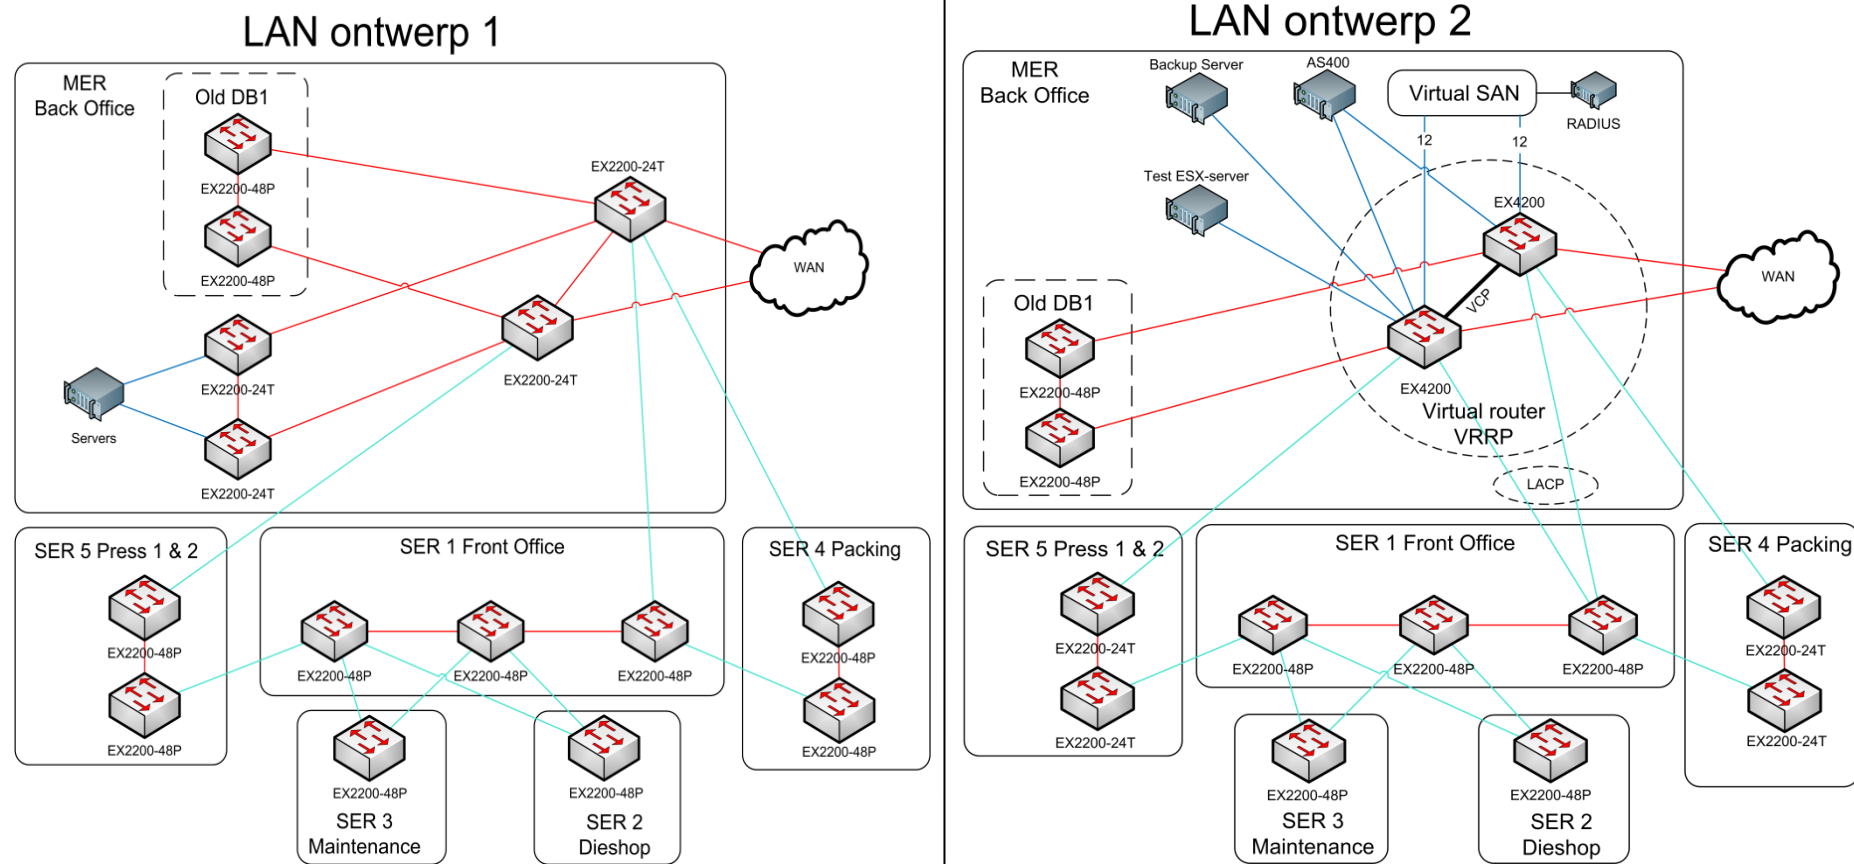 LAN ontwerp 1
MER
Back Office
Old DB1
EX2200-48P
EX2200-48P
EX2200-24T
EX2200-24T
WAN
EX2200-24T
EX2200-24T
Servers
SER 5 Press 1 & 2
EX2200-48P
EX2200-48P
SER 1 Front Office
EX2200-48P
EX2200-48P
EX2200-48P
SER 4 Packing
EX2200-48P
EX2200-48P
EX2200-48P
SER 3
Maintenance
EX2200-48P
SER 2
Dieshop
LAN ontwerp 2
MER
Back Office
Backup Server
AS400
Virtual SAN
RADIUS
12
12
Test ESX-server
EX4200
WAN
VCP
Old DB1
EX2200-48P
EX2200-48P
EX4200
Virtual router
VRRP
LACP
SER 5 Press 1 & 2
EX2200-24T
EX2200-24T
SER 1 Front Office
EX2200-48P
EX2200-48P
EX2200-48P
SER 4 Packing
EX2200-24T
EX2200-24T
EX2200-48P
SER 3
Maintenance
EX2200-48P
SER 2
Dieshop